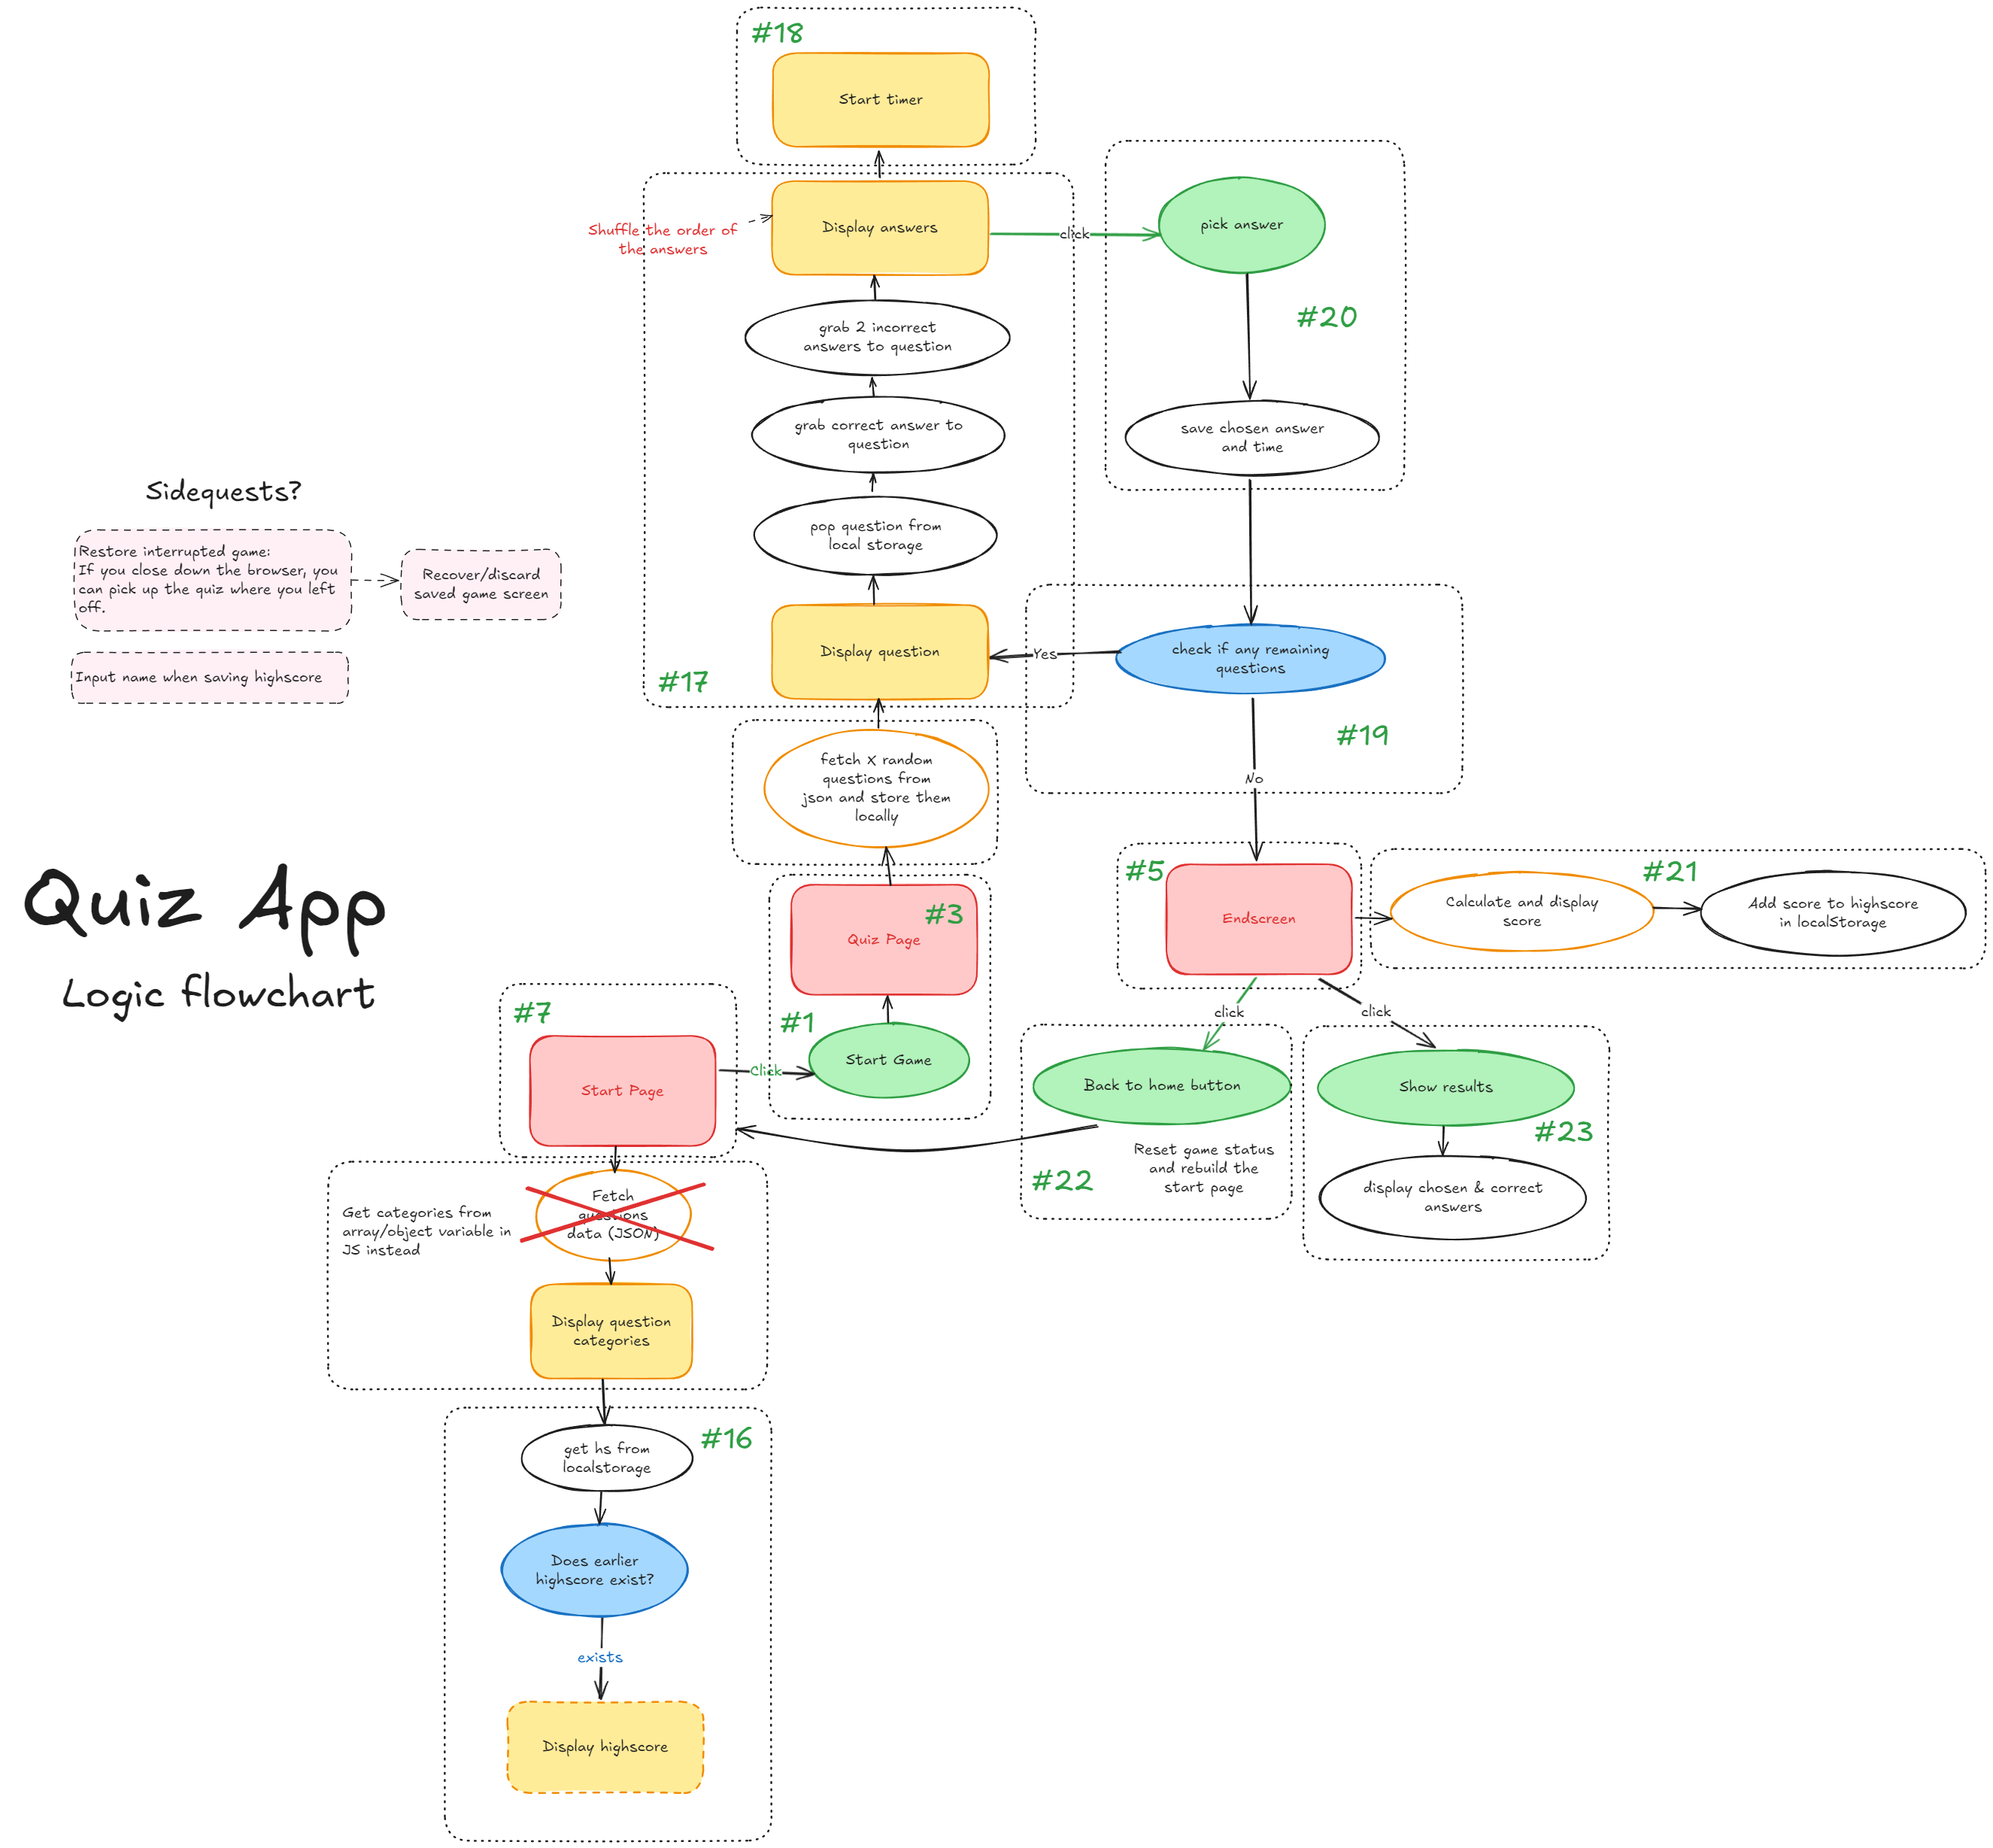 #18
Start timer
Shuffle the order of
the answers
Display answers
click
pick answer
#20
grab 2 incorrect
answers to question
grab correct answer to
question
save chosen answer
and time
Sidequests?
Restore interrupted game:
If you close down the browser, you
can pick up the quiz where you left
off.
Recover/discard
saved game screen
Input name when saving highscore
pop question from
local storage
Display question
#17
Yes
check if any remaining
questions
#19
No
fetch X random
questions from
json and store them
locally
Quiz App
Logic flowchart
#3
Quiz Page
#1
Start Game
#5
Endscreen
#21
Calculate and display
score
Add score to highscore
in localStorage
#7
Start Page
Click
click
click
Back to home button
#22
Reset game status
and rebuild the
start page
Show results
#23
display chosen & correct
answers
Get categories from
array/object variable in
JS instead
Fetch
questions
data (JSON)
Display question
categories
#16
get hs from
localstorage
Does earlier
highscore exist?
exists
Display highscore